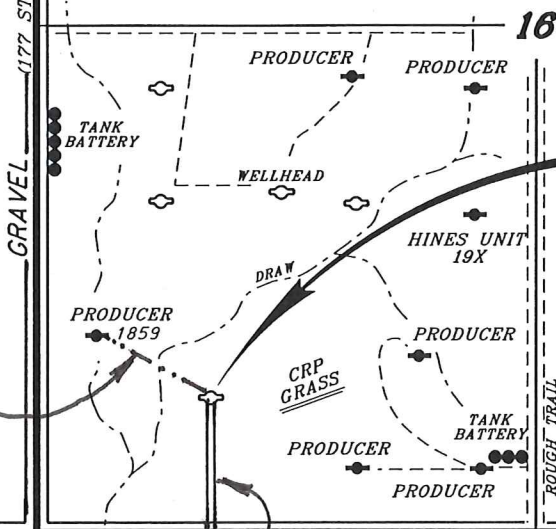 16
(177 ST
GRAVEL
PRODUCER
PRODUCER
TANK
BATTERY
WELLHEAD
HINES UNIT
19X
DRAW
PRODUCER
1859
PRODUCER
CRP
GRASS
TANK
BATTERY
PRODUCER
PRODUCER
ROUGH TRAIL